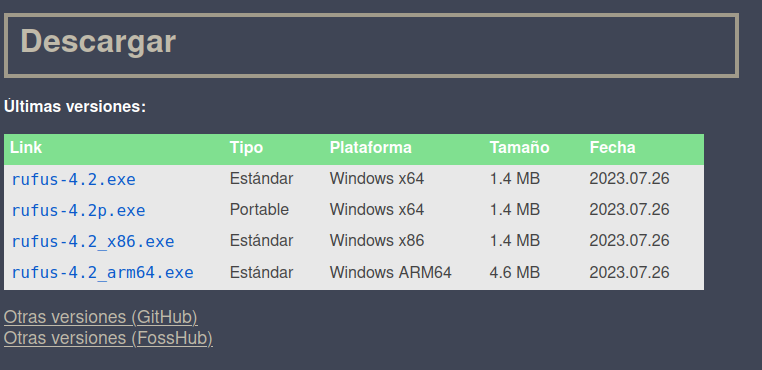 Descargar
Últimas versiones:
Link Tipo Plataforma Tamaño Fecha
rufus-4.2.exe Estándar Windows x64 1.4 MB 2023.07.26
rufus-4.2p.exe Portable Windows x64 1.4 MB 2023.07.26
rufus-4.2_x86.exe Estándar Windows x86 1.4 MB 2023.07.26
rufus-4.2_arm64.exe Estándar Windows ARM64 4.6 MB 2023.07.26
Otras versiones (GitHub)
Otras versiones (FossHub)